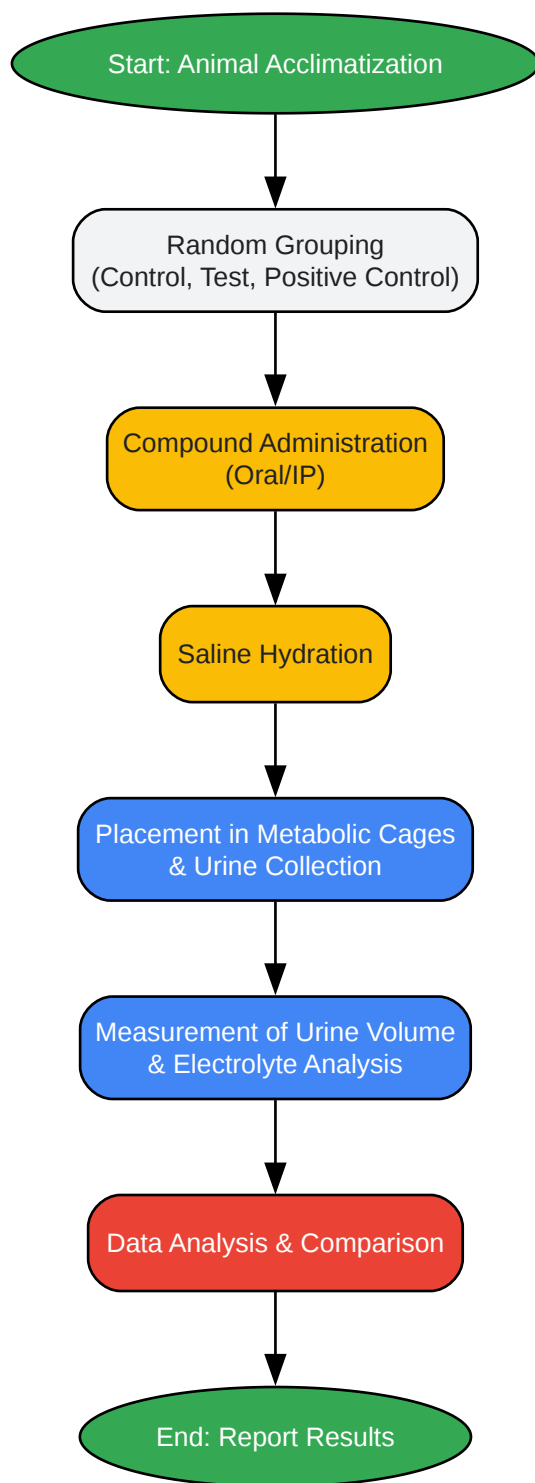 Start: Animal Acclimatization
Random Grouping
(Control, Test, Positive Control)
Compound Administration
(Oral/IP)
Saline Hydration
Placement in Metabolic Cages
& Urine Collection
Measurement of Urine Volume
& Electrolyte Analysis
Data Analysis & Comparison
End: Report Results